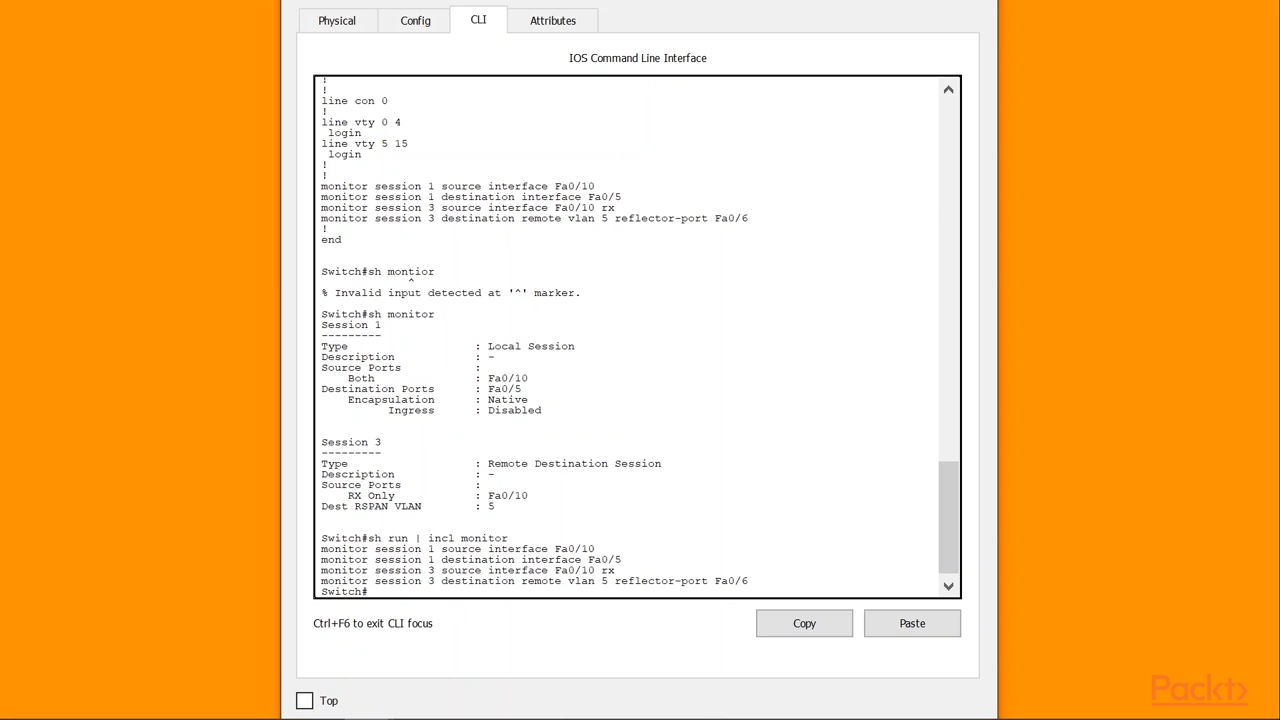 Physical Config CLI Attributes
IOS Command Line Interface
!
!
line con 0
!
line vty 0 4
 login
line vty 5 15
 login
!
!
monitor session 1 source interface Fa0/10
monitor session 1 destination interface Fa0/5
monitor session 3 source interface Fa0/10 rx
monitor session 3 destination remote vlan 5 reflector-port Fa0/6
!
end
Switch#sh montior
^
% Invalid input detected at '^' marker.
Switch#sh monitor
Session 1
---------
Type : Local Session
Description : -
Source Ports :
Both : Fa0/10
Destination Ports : Fa0/5
Encapsulation : Native
Ingress : Disabled
Session 3
---------
Type : Remote Destination Session
Description : -
Source Ports :
RX Only : Fa0/10
Dest RSPAN VLAN : 5
Switch#sh run | incl monitor
monitor session 1 source interface Fa0/10
monitor session 1 destination interface Fa0/5
monitor session 3 source interface Fa0/10 rx
monitor session 3 destination remote vlan 5 reflector-port Fa0/6
Switch#
Ctrl+F6 to exit CLI focus
Copy Paste
Top
Packt>